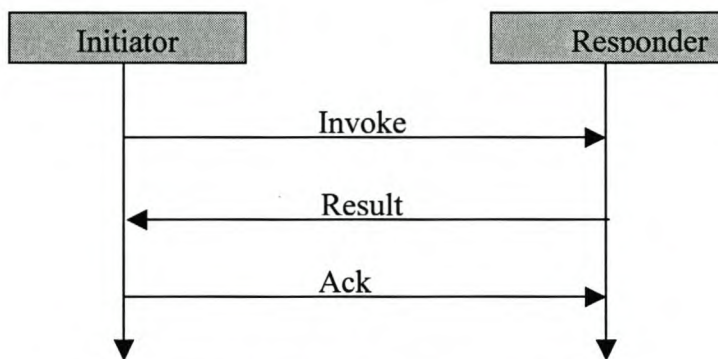 Initiator
Responder
Invoke
Result
Ack